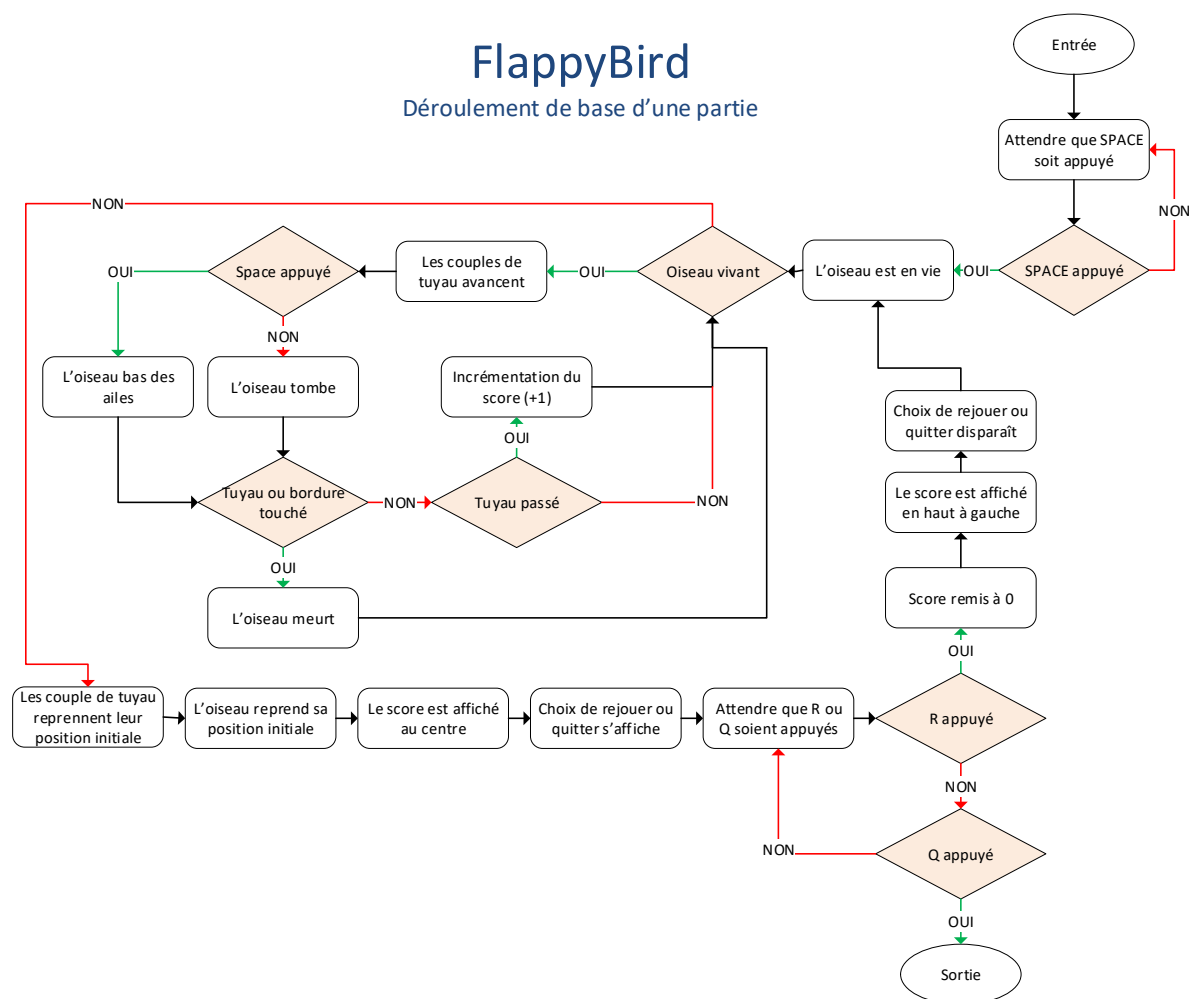 FlappyBird
Déroulement de base d’une partie
Entrée
Attendre que SPACE
soit appuyé
NON
SPACE appuyé
OUI
L’oiseau est en vie
Oiseau vivant
NON
OUI
Les couples de
tuyau avancent
Space appuyé
OUI
NON
L’oiseau bas des
ailes
L’oiseau tombe
Tuyau ou bordure
touché
NON
OUI
L’oiseau meurt
Tuyau passé
OUI
NON
Incrémentation du
score (+1)
Les couple de tuyau
reprennent leur
position initiale
L’oiseau reprend sa
position initiale
Le score est affiché
au centre
Choix de rejouer ou
quitter s’affiche
Attendre que R ou
Q soient appuyés
R appuyé
OUI
Score remis à 0
Le score est affiché
en haut à gauche
Choix de rejouer ou
quitter disparaît
NON
Q appuyé
NON
OUI
Sortie